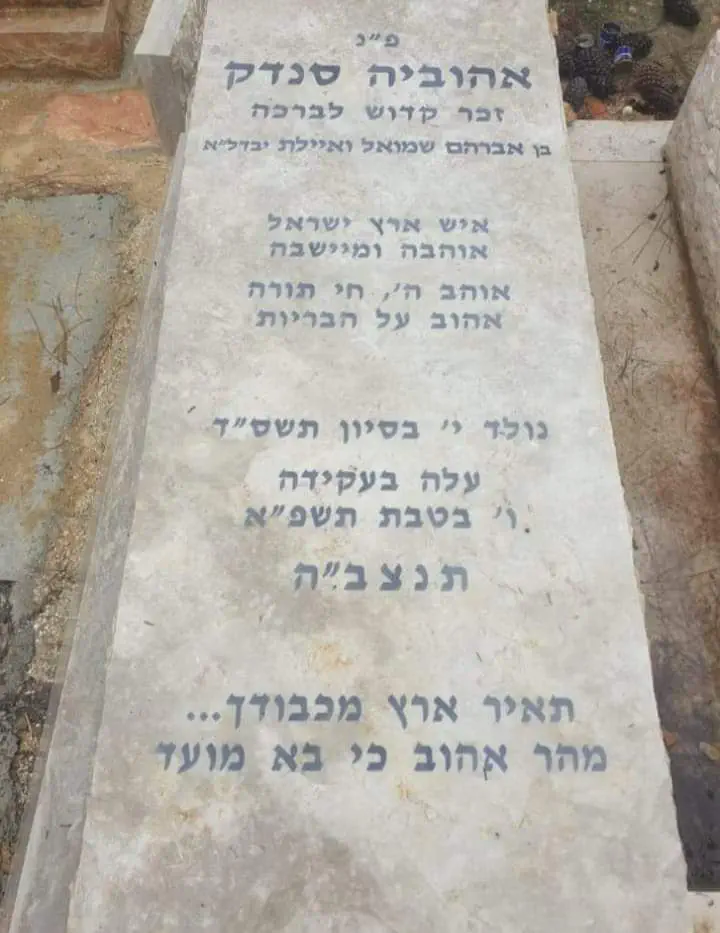 פ״נ
אהוביה סנדק
זכר קדוש לברכה
בן אברהם שמואל ואיילת יבדל״א
איש ארץ ישראל
אוהבה ומיישבה
אוהב ה׳, חי תורה
אהוב על הבריות
נולד י׳ בסיון תשס״ד
עלה בעקידה
ו׳ בטבת תשפ״א
תנצב״ה
תאיר ארץ מכבודך...
מהר אהוב כי בא מועד